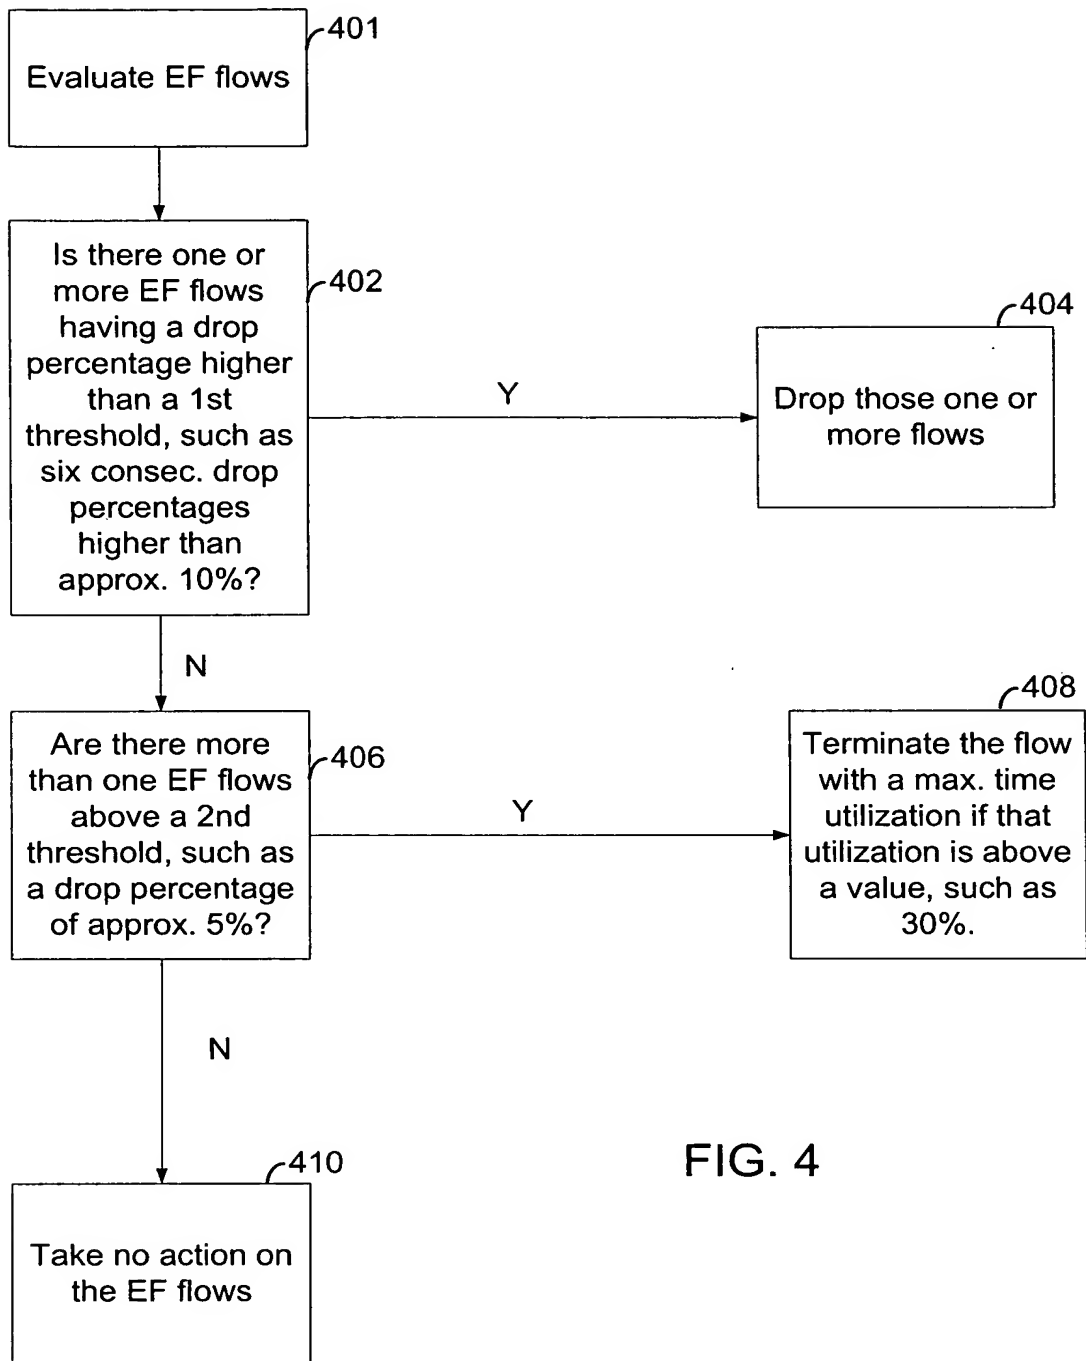 401
Evaluate EF flows
Is there one or
more EF flows
having a drop
percentage higher
than a 1st
threshold, such as
six consec. drop
percentages
higher than
approx. 10%?
402
Y
404
Drop those one or
more flows
N
Are there more
than one EF flows
above a 2nd
threshold, such as
a drop percentage
of approx. 5%?
406
Y
408
Terminate the flow
with a max. time
utilization if that
utilization is above
a value, such as
30%.
N
410
Take no action on
the EF flows
FIG. 4